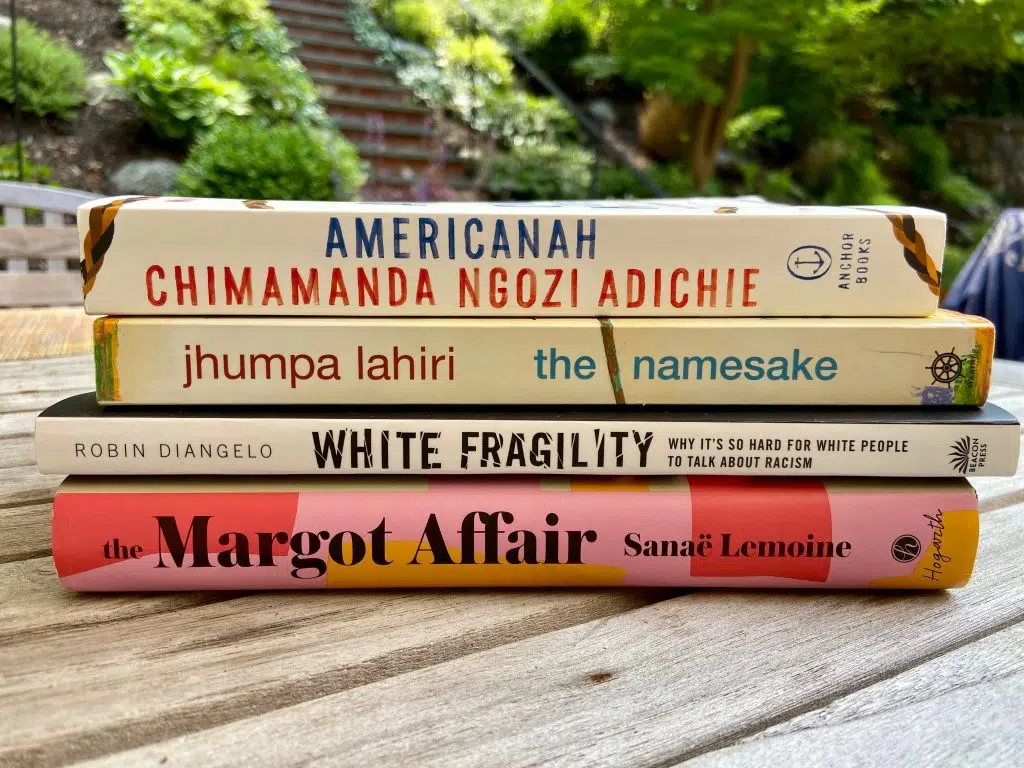 AMERICANAH
CHIMAMANDA NGOZI ADICHIE
ANCHOR
BOOKS
jhumpa lahiri the namesake
ROBIN DIANGELO WHITE FRAGILITY WHY IT'S SO HARD FOR WHITE PEOPLE
TO TALK ABOUT RACISM
BEACON
PRESS
the Margot Affair Sanaë Lemoine
h
Hogarth